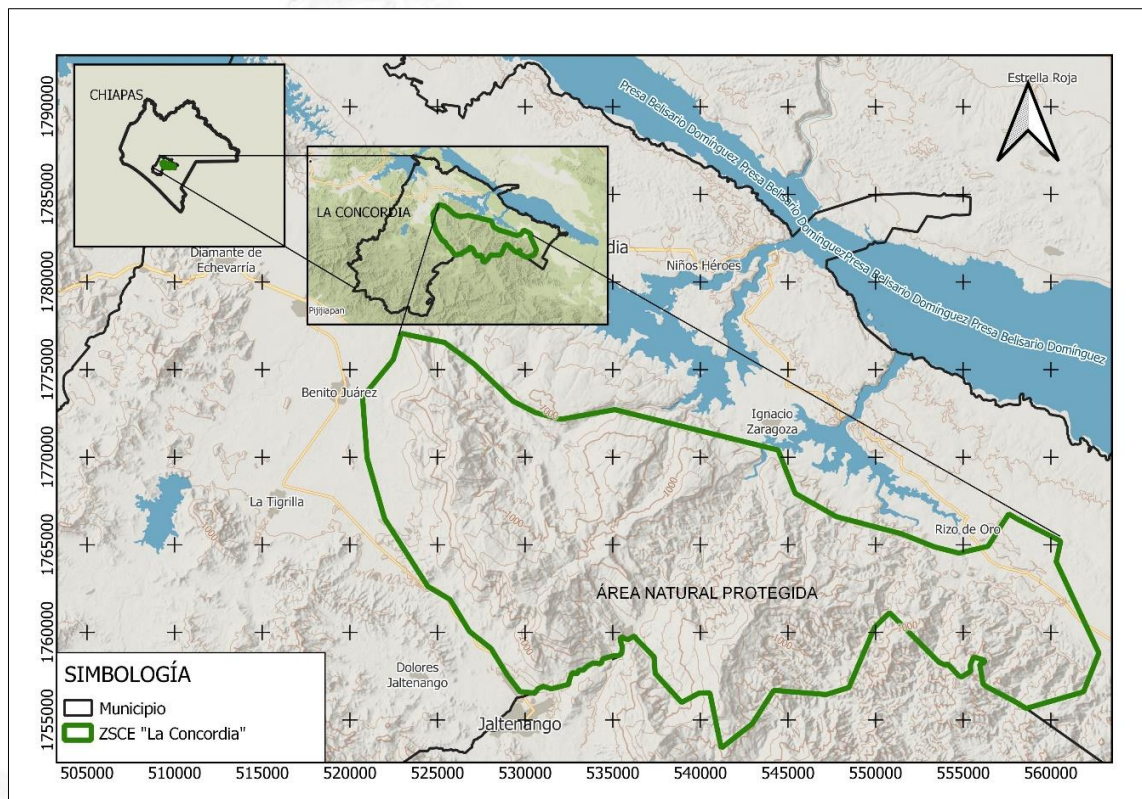 Estrella Roja
CHIAPAS
Presa Belisario Domínguez Presa Belisario Domínguez
Presa Belisario Domínguez Presa Belisario Domínguez
LA CONCORDIA
dia
Diamante de
Echevarría
Niños Héroes
Pijijiapan
Benito Juárez
1000
Ignacio
Zaragoza
1000
1000
La Tigrilla
Rizo de Oro
ÁREA NATURAL PROTEGIDA
1000
Dolores
Jaltenango
Jaltenango
SIMBOLOGÍA
Municipio
ZSCE "La Concordia"
1790000
1785000
1780000
1775000
1770000
1765000
1760000
1755000
505000 510000 515000 520000 525000 530000 535000 540000 545000 550000 555000 560000